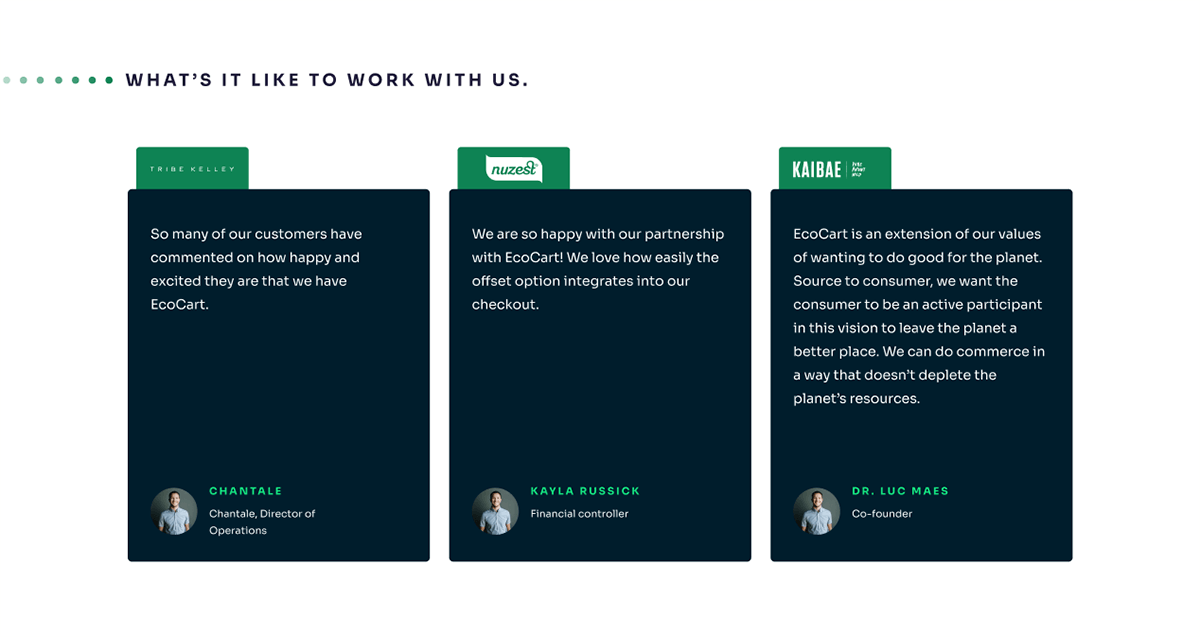 WHAT'S IT LIKE TO WORK WITH US.
TRIBE KELLEY
So many of our customers have
commented on how happy and
excited they are that we have
EcoCart.
CHANTALE
Chantale, Director of
Operations
nuzest
We are so happy with our partnership
with EcoCart! We love how easily the
offset option integrates into our
checkout.
KAYLA RUSSICK
Financial controller
KAIBAE
EcoCart is an extension of our values
of wanting to do good for the planet.
Source to consumer, we want the
consumer to be an active participant
in this vision to leave the planet a
better place. We can do commerce in
a way that doesn't deplete the
planet's resources.
DR. LUC MAES
Co-founder